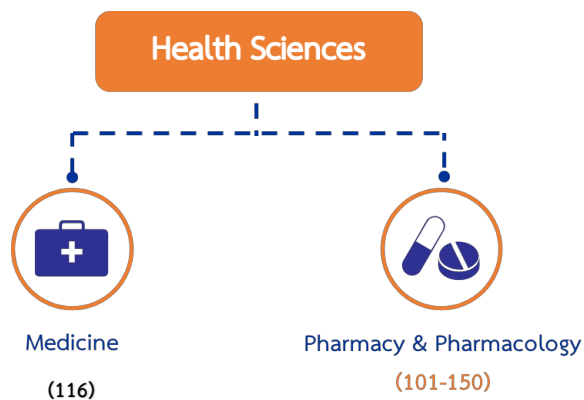 Health Sciences
Medicine
(116)
Pharmacy & Pharmacology
(101-150)